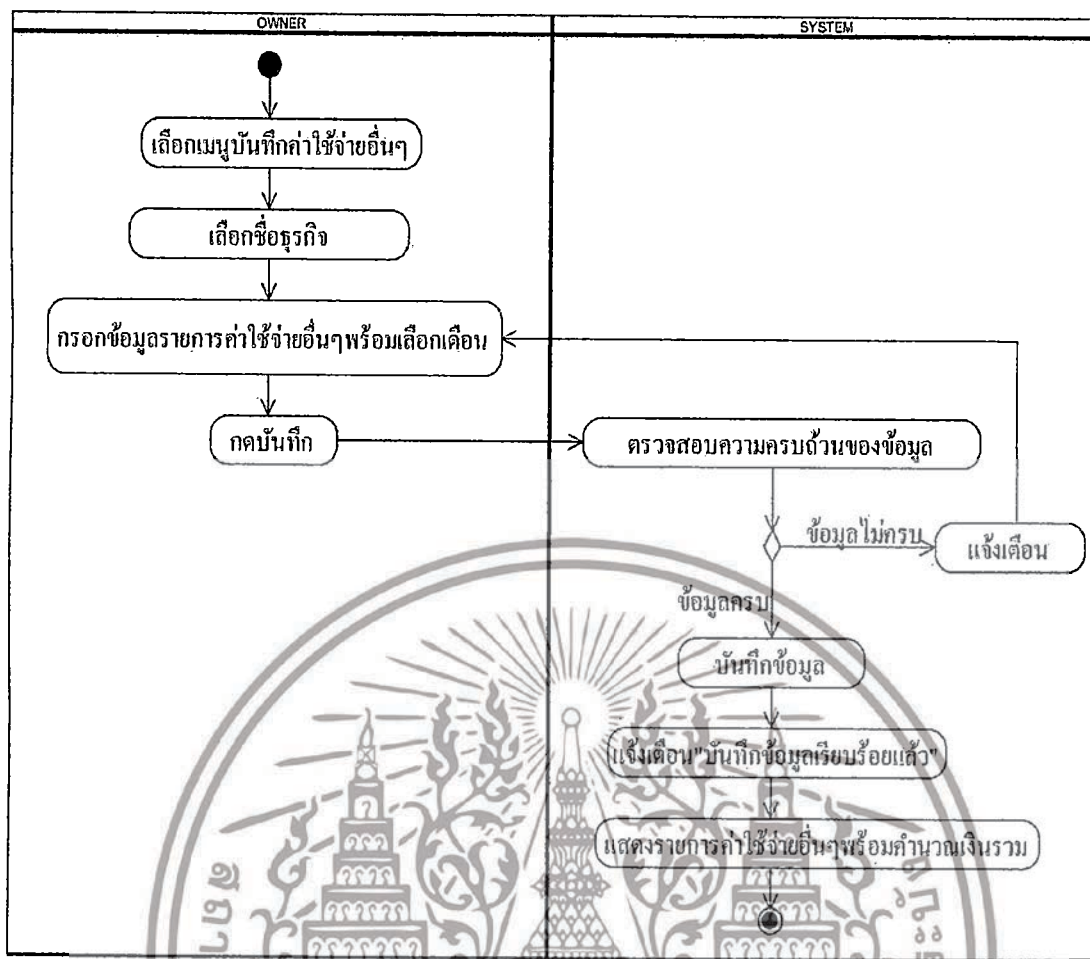 OWNER
SYSTEM
เลือกเมนูบันทึกค่าใช้จ่ายอื่นๆ
เลือกชื่อธุรกิจ
กรอกข้อมูลรายการค่าใช้จ่ายอื่นๆพร้อมเลือกเดือน
กดบันทึก
ตรวจสอบความครบถ้วนของข้อมูล
ข้อมูลไม่ครบ
แจ้งเตือน
ข้อมูลครบ
บันทึกข้อมูล
แจ้งเตือน"บันทึกข้อมูลเรียบร้อยแล้ว"
แสดงรายการค่าใช้จ่ายอื่นๆพร้อมคำนวณเงินรวม